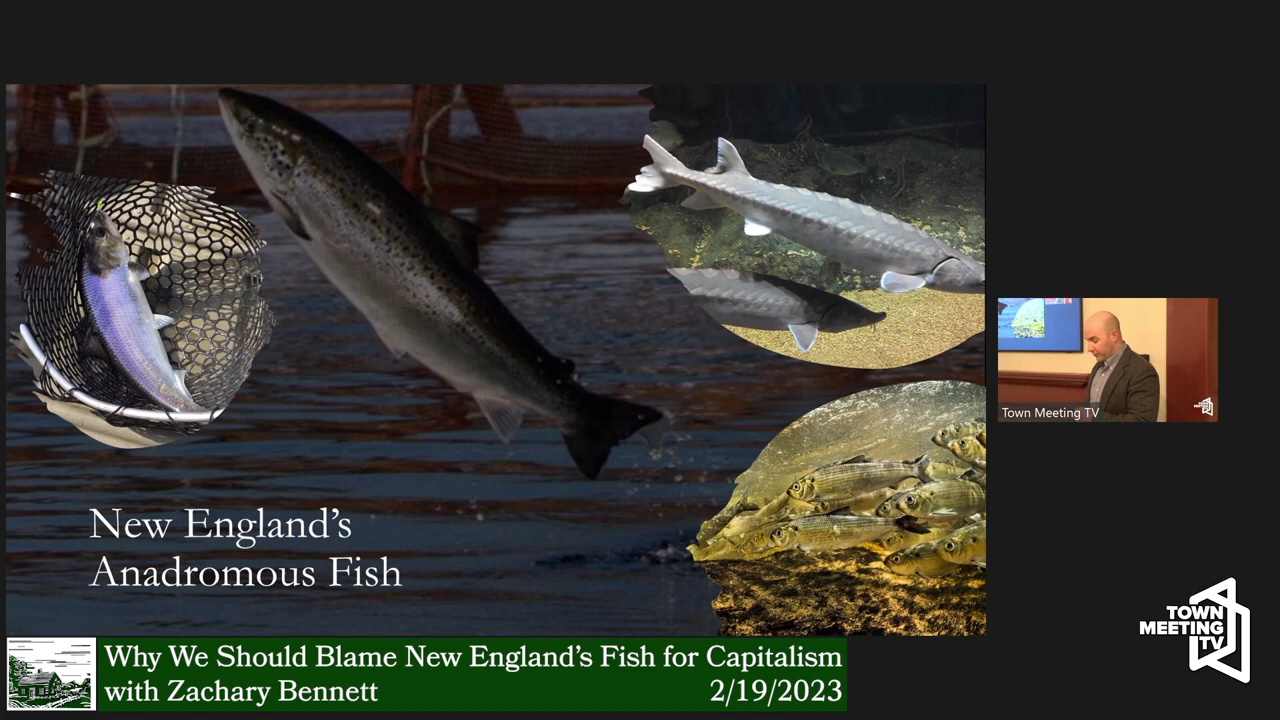 New England’s
Anadromous Fish
Town Meeting TV
TOWN
MEETING
TV
Why We Should Blame New England’s Fish for Capitalism
with Zachary Bennett 2/19/2023